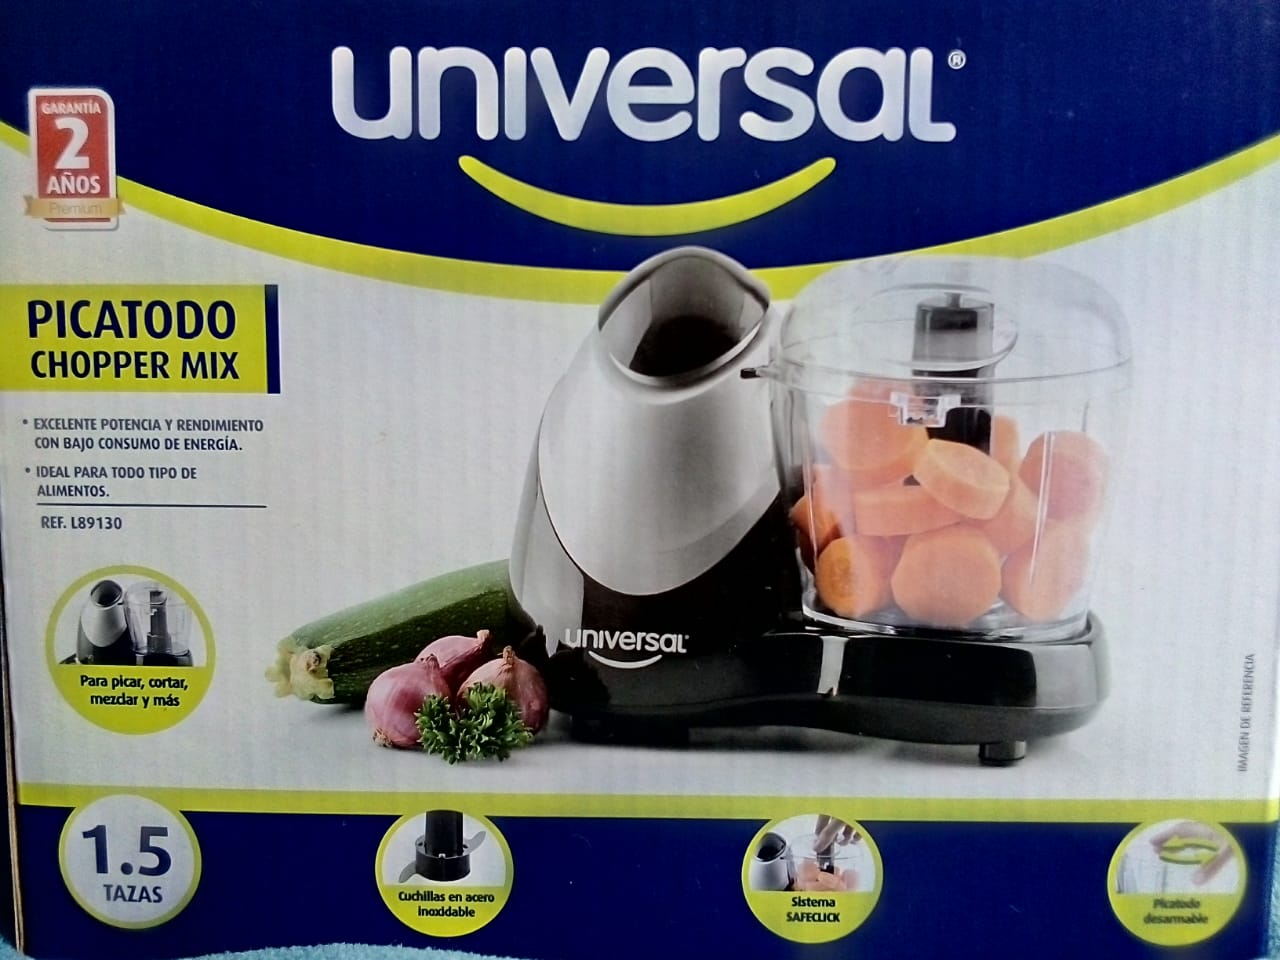 universal®
GARANTÍA
2
AÑOS
Premium
PICATODO
CHOPPER MIX
• EXCELENTE POTENCIA Y RENDIMIENTO
CON BAJO CONSUMO DE ENERGÍA.
• IDEAL PARA TODO TIPO DE
ALIMENTOS.
REF. L89130
Para picar, cortar,
mezclar y más
universal®
IMAGEN DE REFERENCIA
1.5
TAZAS
Cuchillas en acero
inoxidable
Sistema
SAFECLICK
Picatodo
desarmable